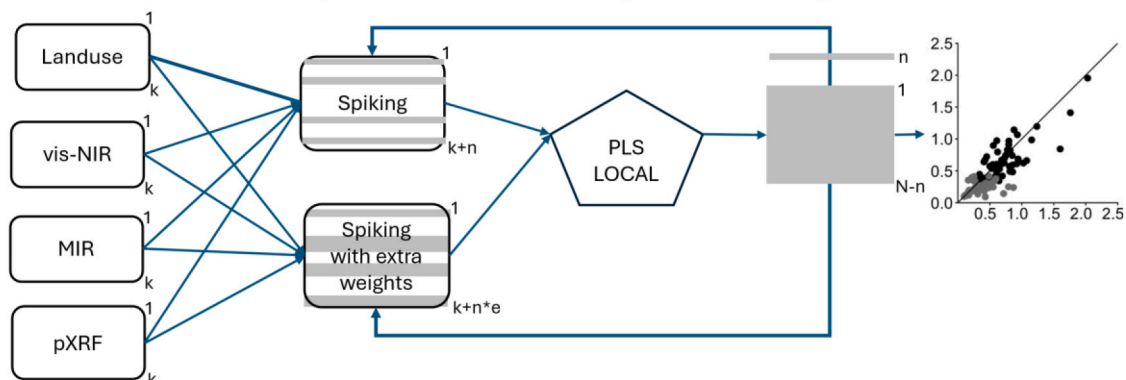 1
Landuse
k
1
vis-NIR
k
1
MIR
k
1
pXRF
k
1
Spiking
k+n
1
Spiking
with extra
weights
k+n*e
PLS
LOCAL
n
1
N-n
2.5
2.0
1.5
1.0
0.5
0.0
0.5 1.0 1.5 2.0 2.5